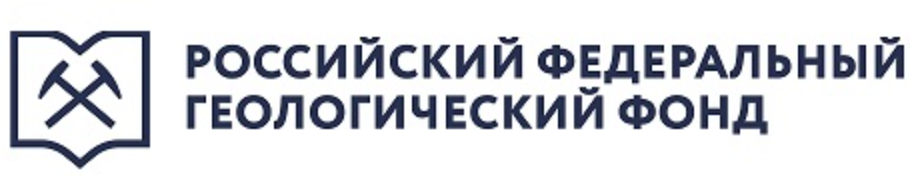 РОССИЙСКИЙ ФЕДЕРАЛЬНЫЙ
ГЕОЛОГИЧЕСКИЙ ФОНД